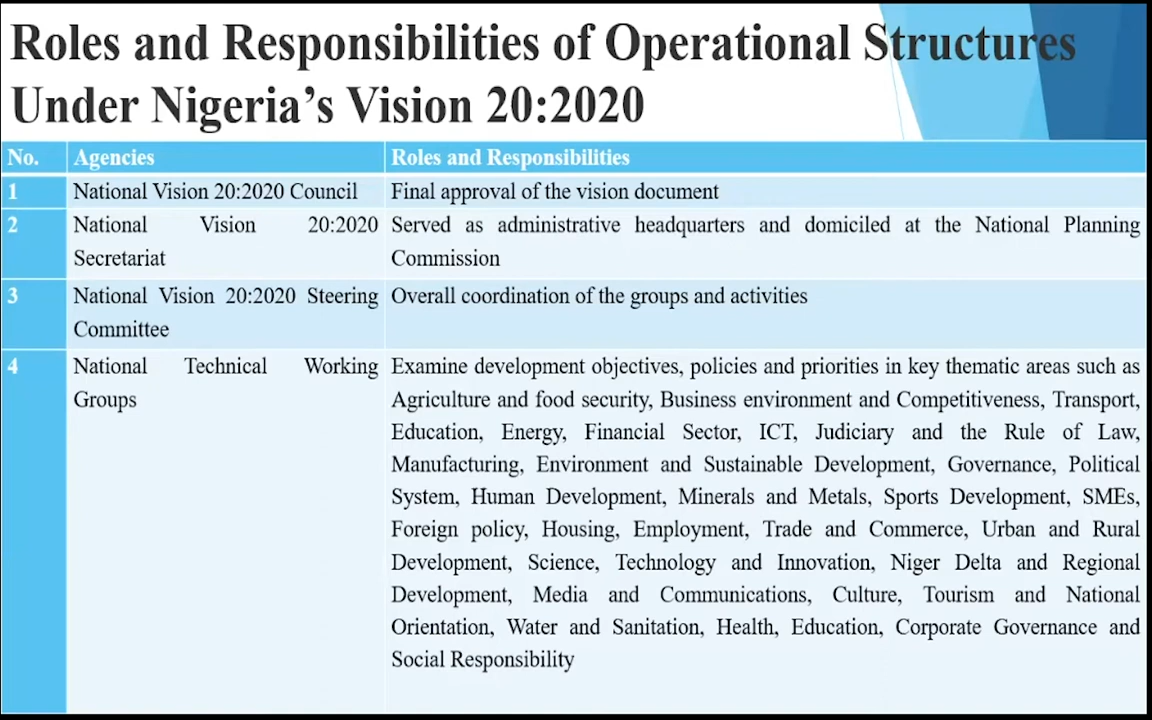 Roles and Responsibilities of Operational Structures
Under Nigeria’s Vision 20:2020
No. Agencies Roles and Responsibilities
1 National Vision 20:2020 Council Final approval of the vision document
2 National Vision 20:2020 Served as administrative headquarters and domiciled at the National Planning
Secretariat Commission
3 National Vision 20:2020 Steering Overall coordination of the groups and activities
Committee
4 National Technical Working Examine development objectives, policies and priorities in key thematic areas such as
Groups Agriculture and food security, Business environment and Competitiveness, Transport,
Education, Energy, Financial Sector, ICT, Judiciary and the Rule of Law,
Manufacturing, Environment and Sustainable Development, Governance, Political
System, Human Development, Minerals and Metals, Sports Development, SMEs,
Foreign policy, Housing, Employment, Trade and Commerce, Urban and Rural
Development, Science, Technology and Innovation, Niger Delta and Regional
Development, Media and Communications, Culture, Tourism and National
Orientation, Water and Sanitation, Health, Education, Corporate Governance and
Social Responsibility